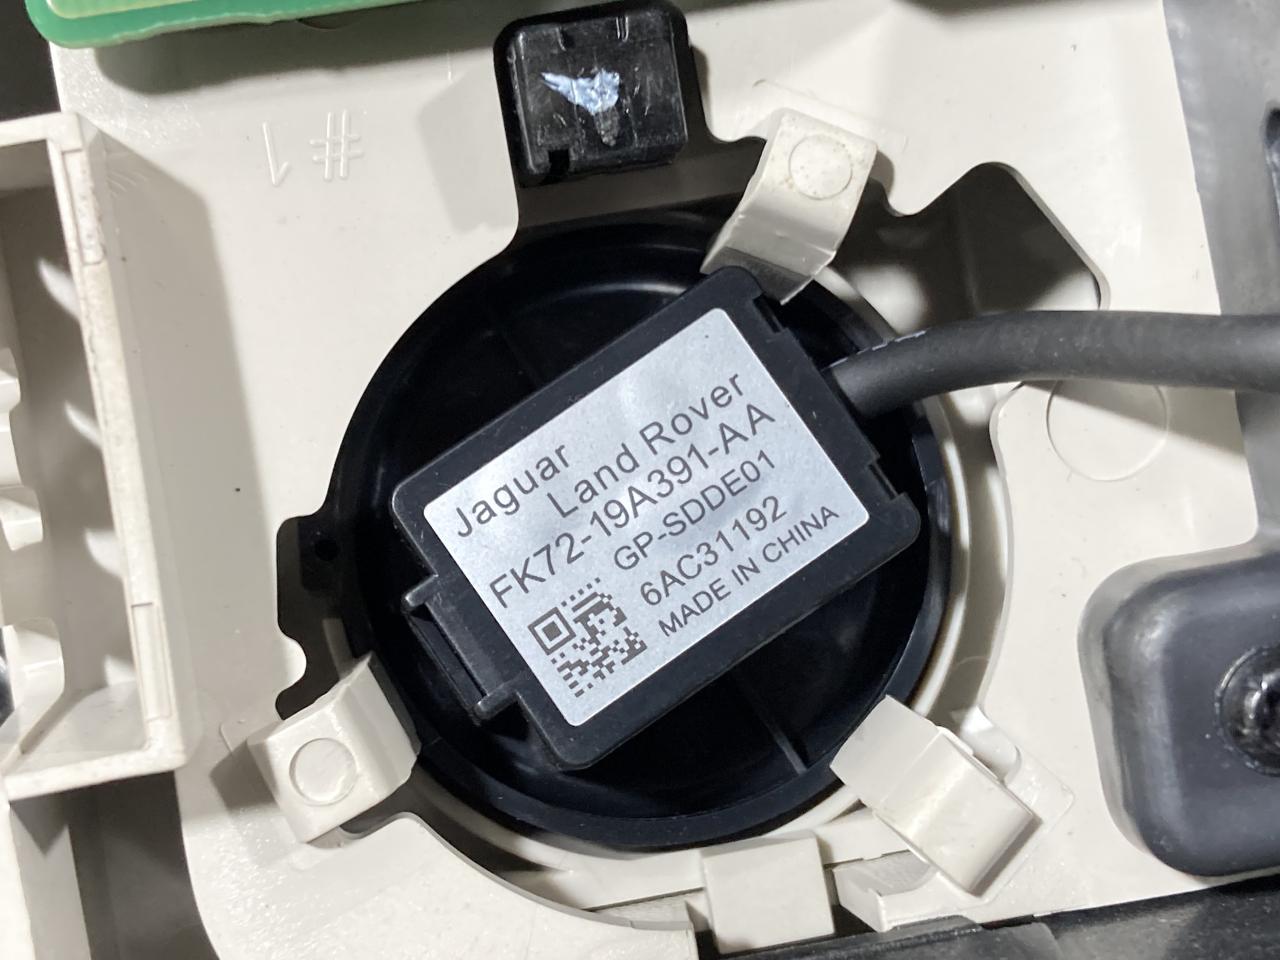 #1
Jaguar
Land Rover
FK72-19A391-AA
GP-SDDE01
6AC31192
MADE IN CHINA